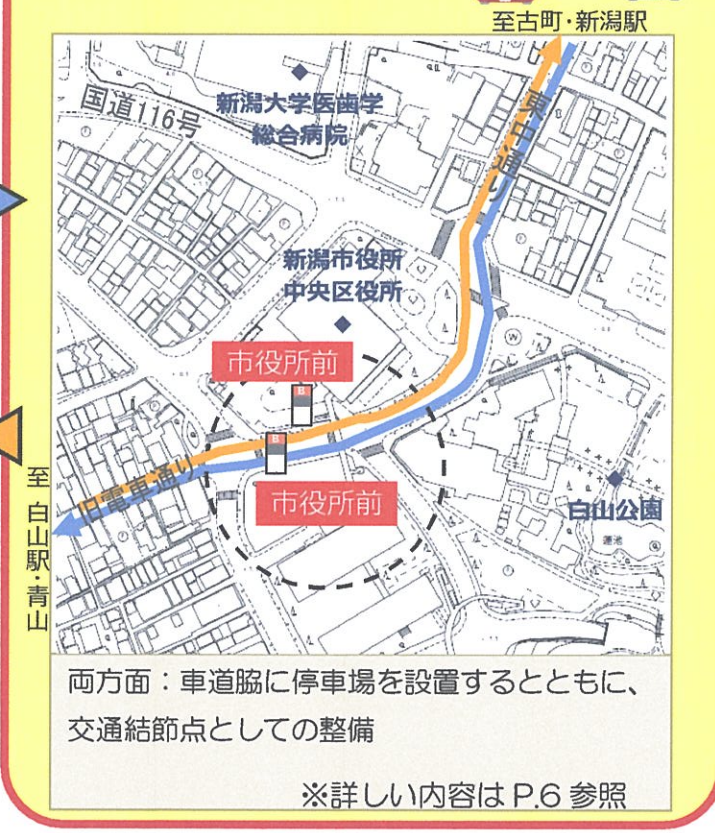 至古町・新潟駅
国道116号
新潟大学医歯学
総合病院
東中通り
新潟市役所
中央区役所
市役所前
B
B
市役所前
旧電車通り
至 白山駅・青山
白山公園
蓮池
両方面：車道脇に停車場を設置するとともに、
交通結節点としての整備
※詳しい内容は P.6 参照